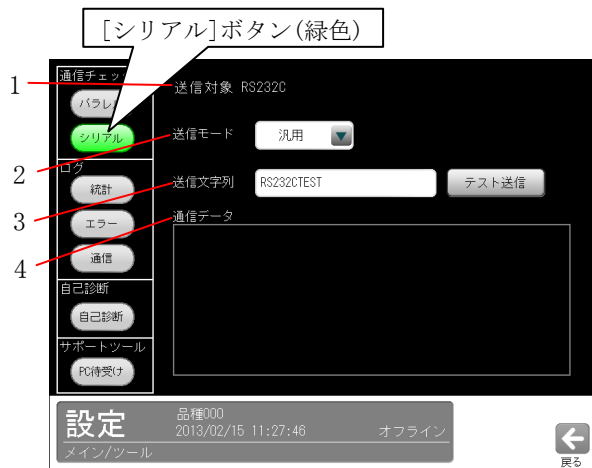 [シリアル]ボタン(緑色)
通信チェッ
1
送信対象 RS232C
パラレ
シリアル
送信モード 汎用
2
ログ
統計
送信文字列 RS232CTEST テスト送信
3
エラー
通信データ
4
通信
自己診断
自己診断
サポートツール
PC待受け
設定
品種000
2013/02/15 11:27:46 オフライン
メイン/ツール
戻る